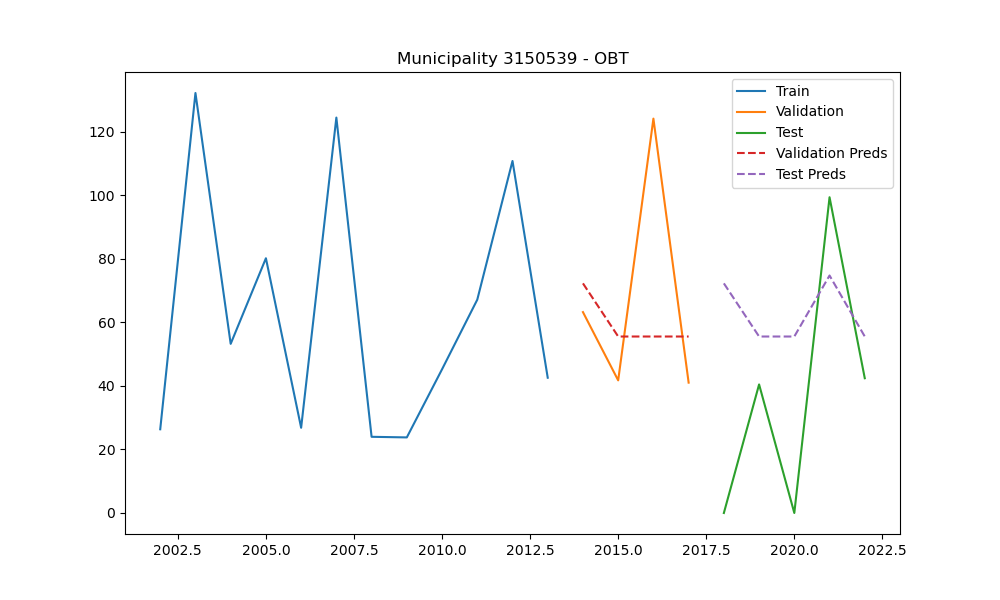 Municipality 3150539 - OBT
Train
Validation
Test
Validation Preds
Test Preds
120
100
80
60
40
20
0
2002.5 2005.0 2007.5 2010.0 2012.5 2015.0 2017.5 2020.0 2022.5